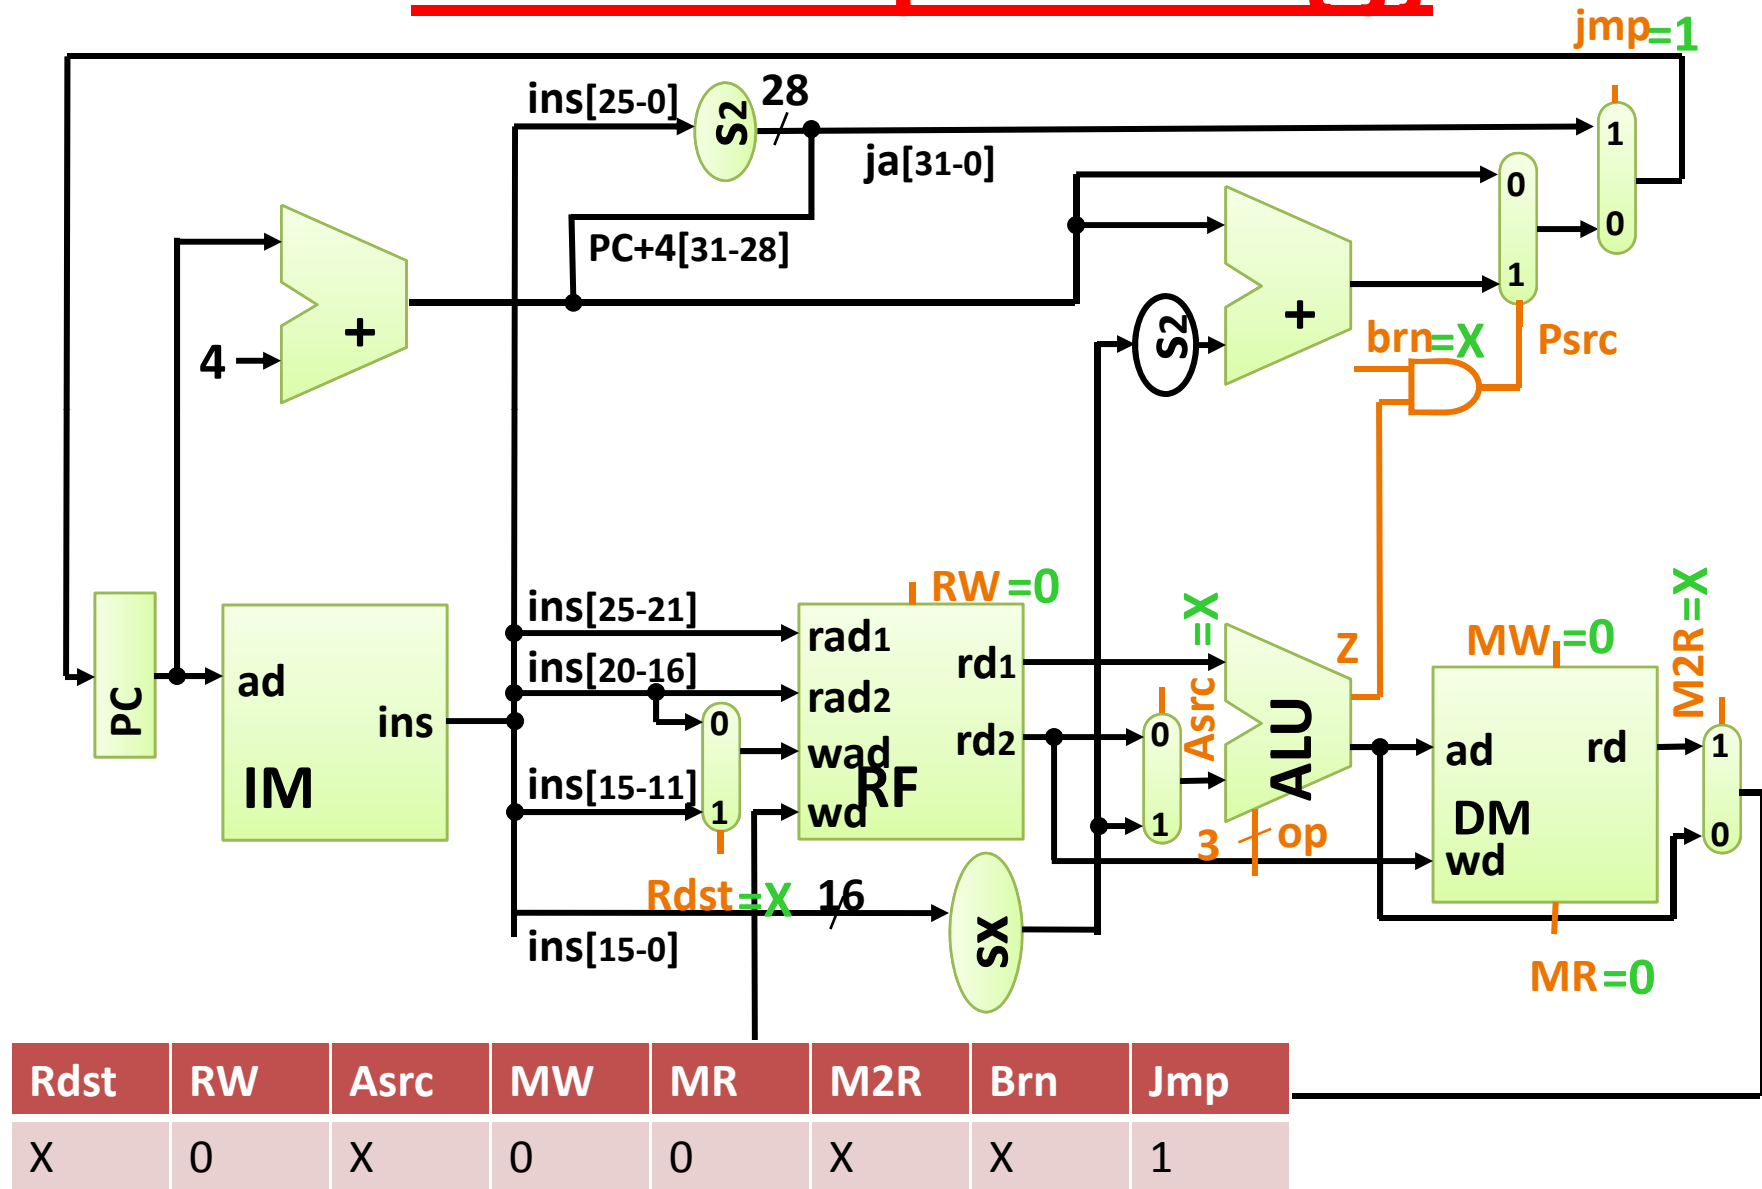 jmp=1
ins[25-0]
S2
28
1
ja[31-0]
0
0
PC+4[31-28]
1
+
+
S2
4
brn=X
Psrc
ins[25-21]
RW=0
=X
rad1
Z
MW=0
M2R=X
ad
ins[20-16]
rd1
rad2
Asrc
PC
ins
0
rd2
0
ALU
ad
rd
1
wad
IM
ins[15-11]
RF
1
wd
1
DM
0
3
op
wd
Rdst=X
16
sx
ins[15-0]
MR=0
Rdst RW Asrc MW MR M2R Brn Jmp
X 0 X 0 0 X X 1